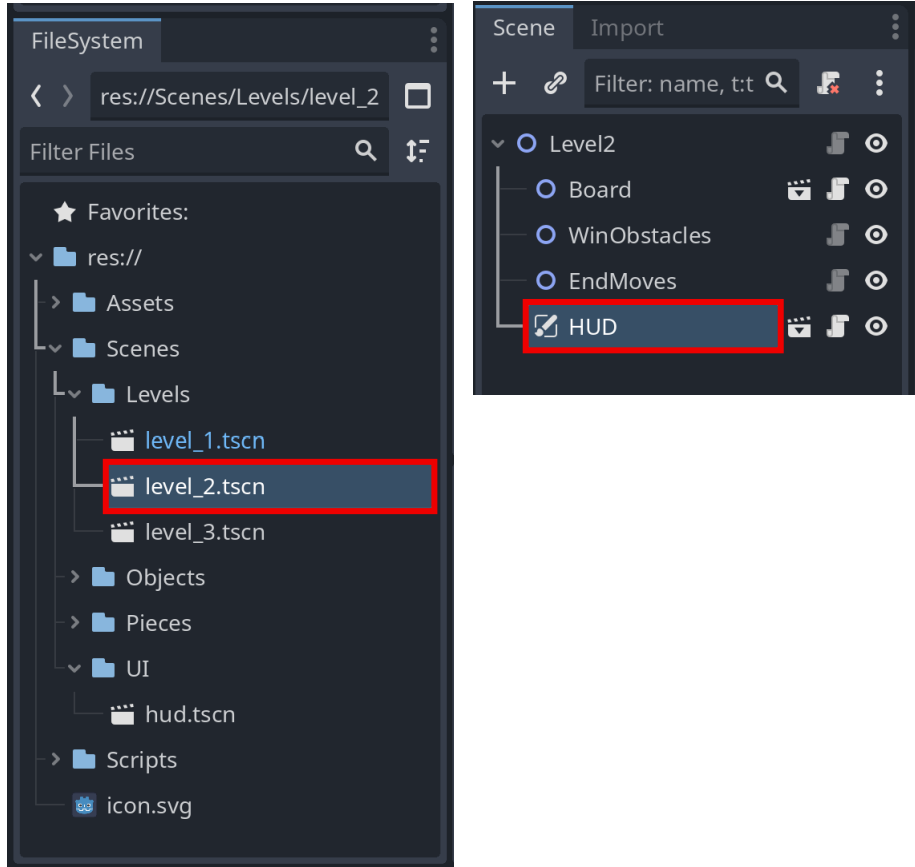 FileSystem
res://Scenes/Levels/level_2
Filter Files
Favorites:
res://
Assets
Scenes
Levels
level_1.tscn
level_2.tscn
level_3.tscn
Objects
Pieces
UI
hud.tscn
Scripts
icon.svg
Scene Import
Filter: name, t:t
Level2
Board
WinObstacles
EndMoves
HUD